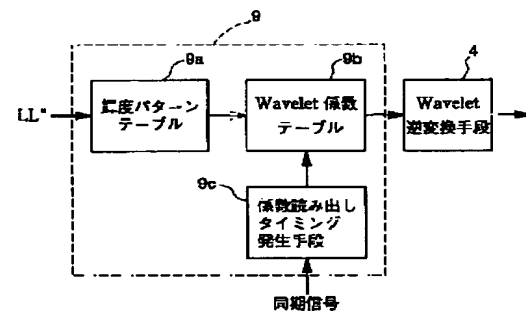 9
9a
9b
4
LL"
輝度パターン
テーブル
Wavelet 係数
テーブル
Wavelet
逆変換手段
9c
係数読み出し
タイミング
発生手段
同期信号